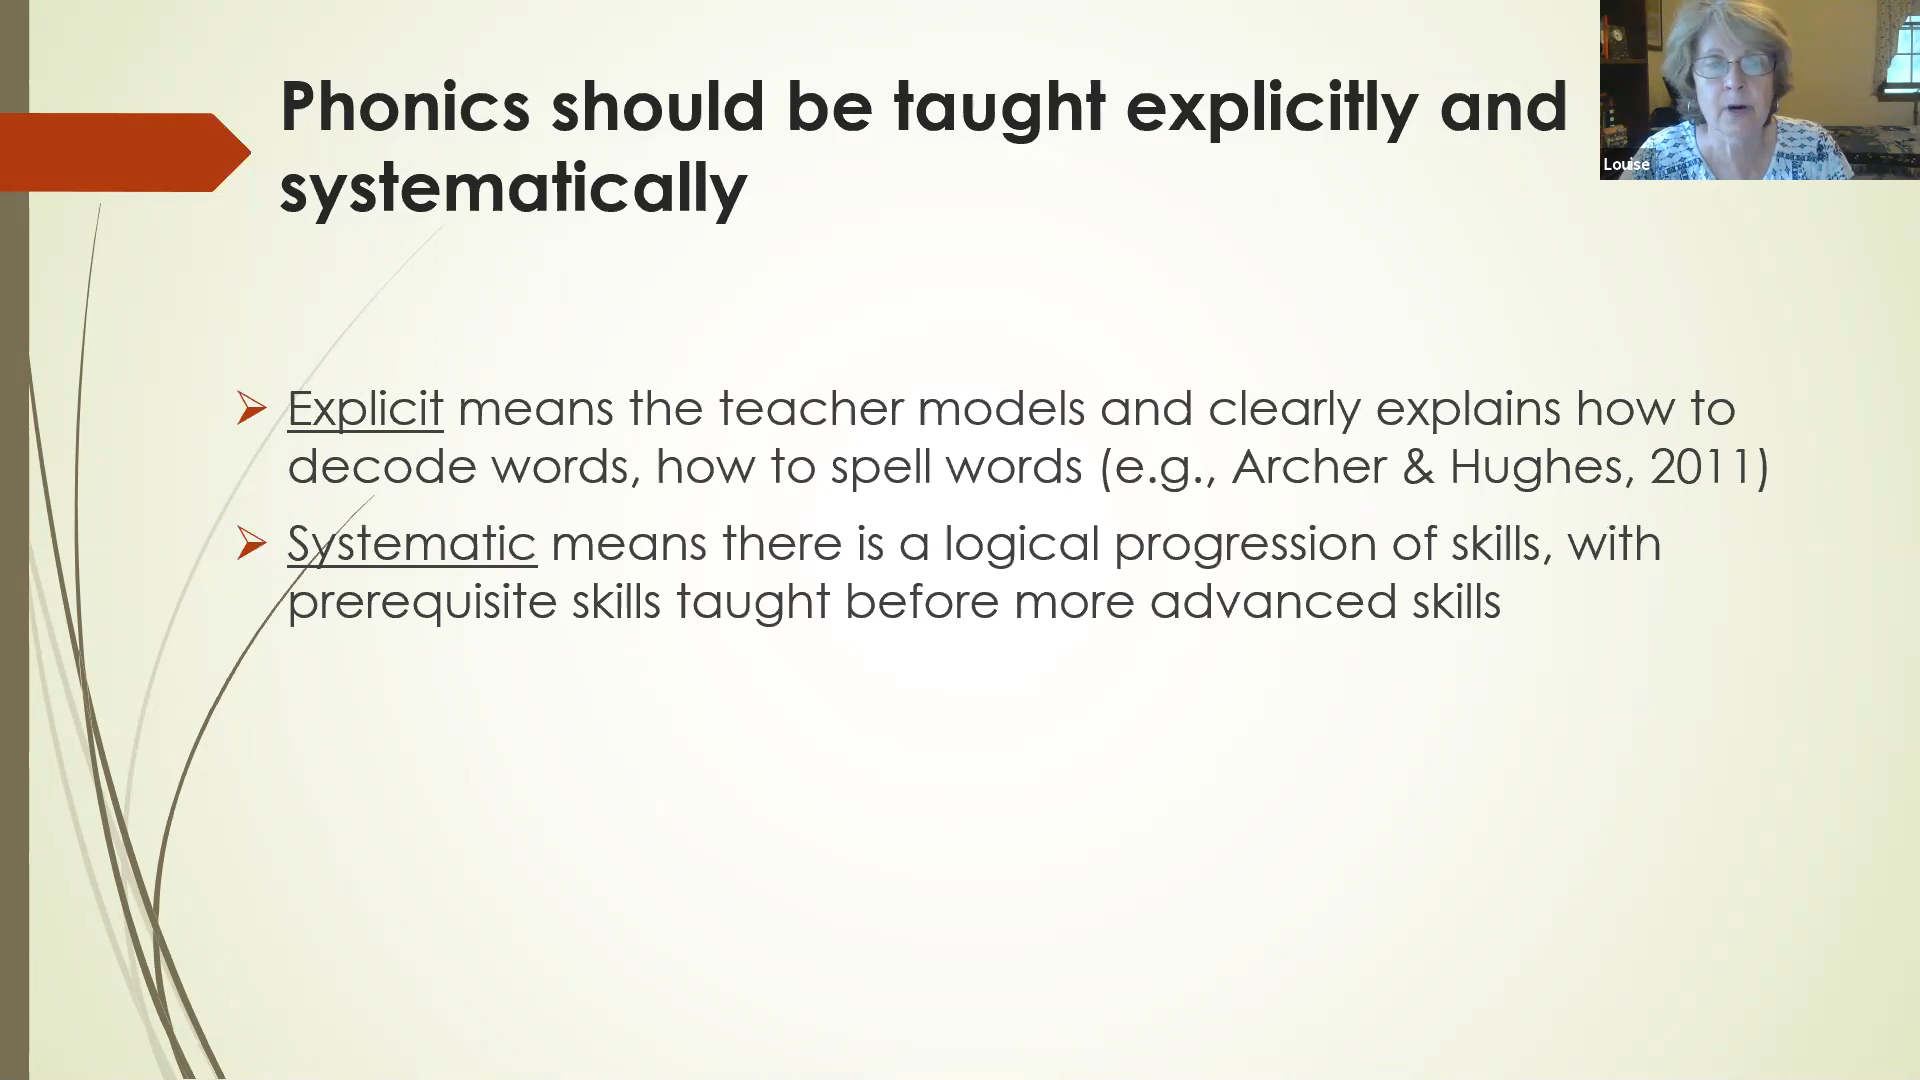 Phonics should be taught explicitly and
systematically
Louise
Explicit means the teacher models and clearly explains how to
decode words, how to spell words (e.g., Archer & Hughes, 2011)
Systematic means there is a logical progression of skills, with
prerequisite skills taught before more advanced skills